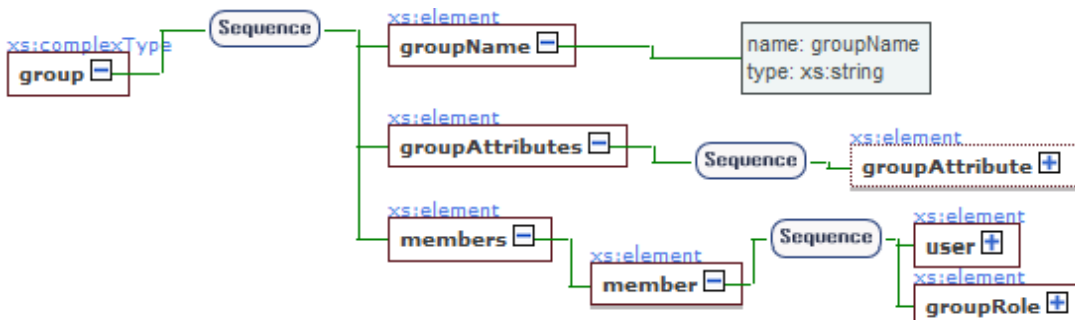 xs:complexType
group
Sequence
xs:element
groupName
name: groupName
type: xs:string
xs:element
groupAttributes
Sequence
xs:element
groupAttribute
xs:element
members
xs:element
member
Sequence
xs:element
user
xs:element
groupRole